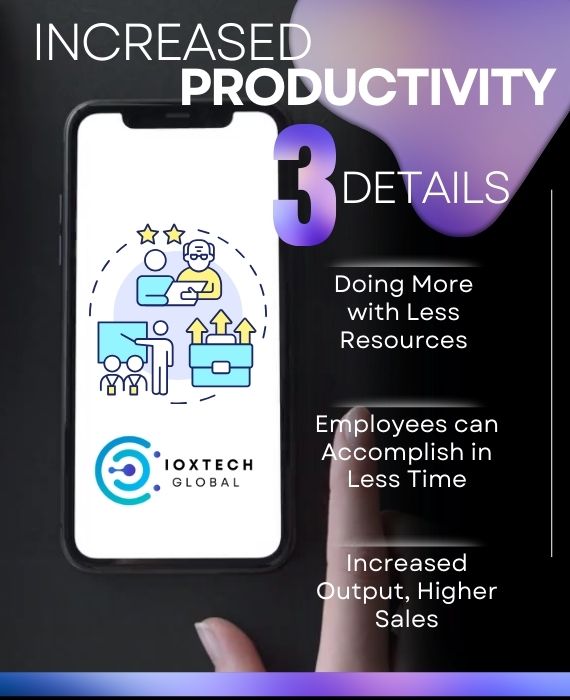 INCREASED
PRODUCTIVITY
3 DETAILS
Doing More
with Less
Resources
Employees can
Accomplish in
Less Time
Increased
Output, Higher
Sales
IOXTECH
GLOBAL